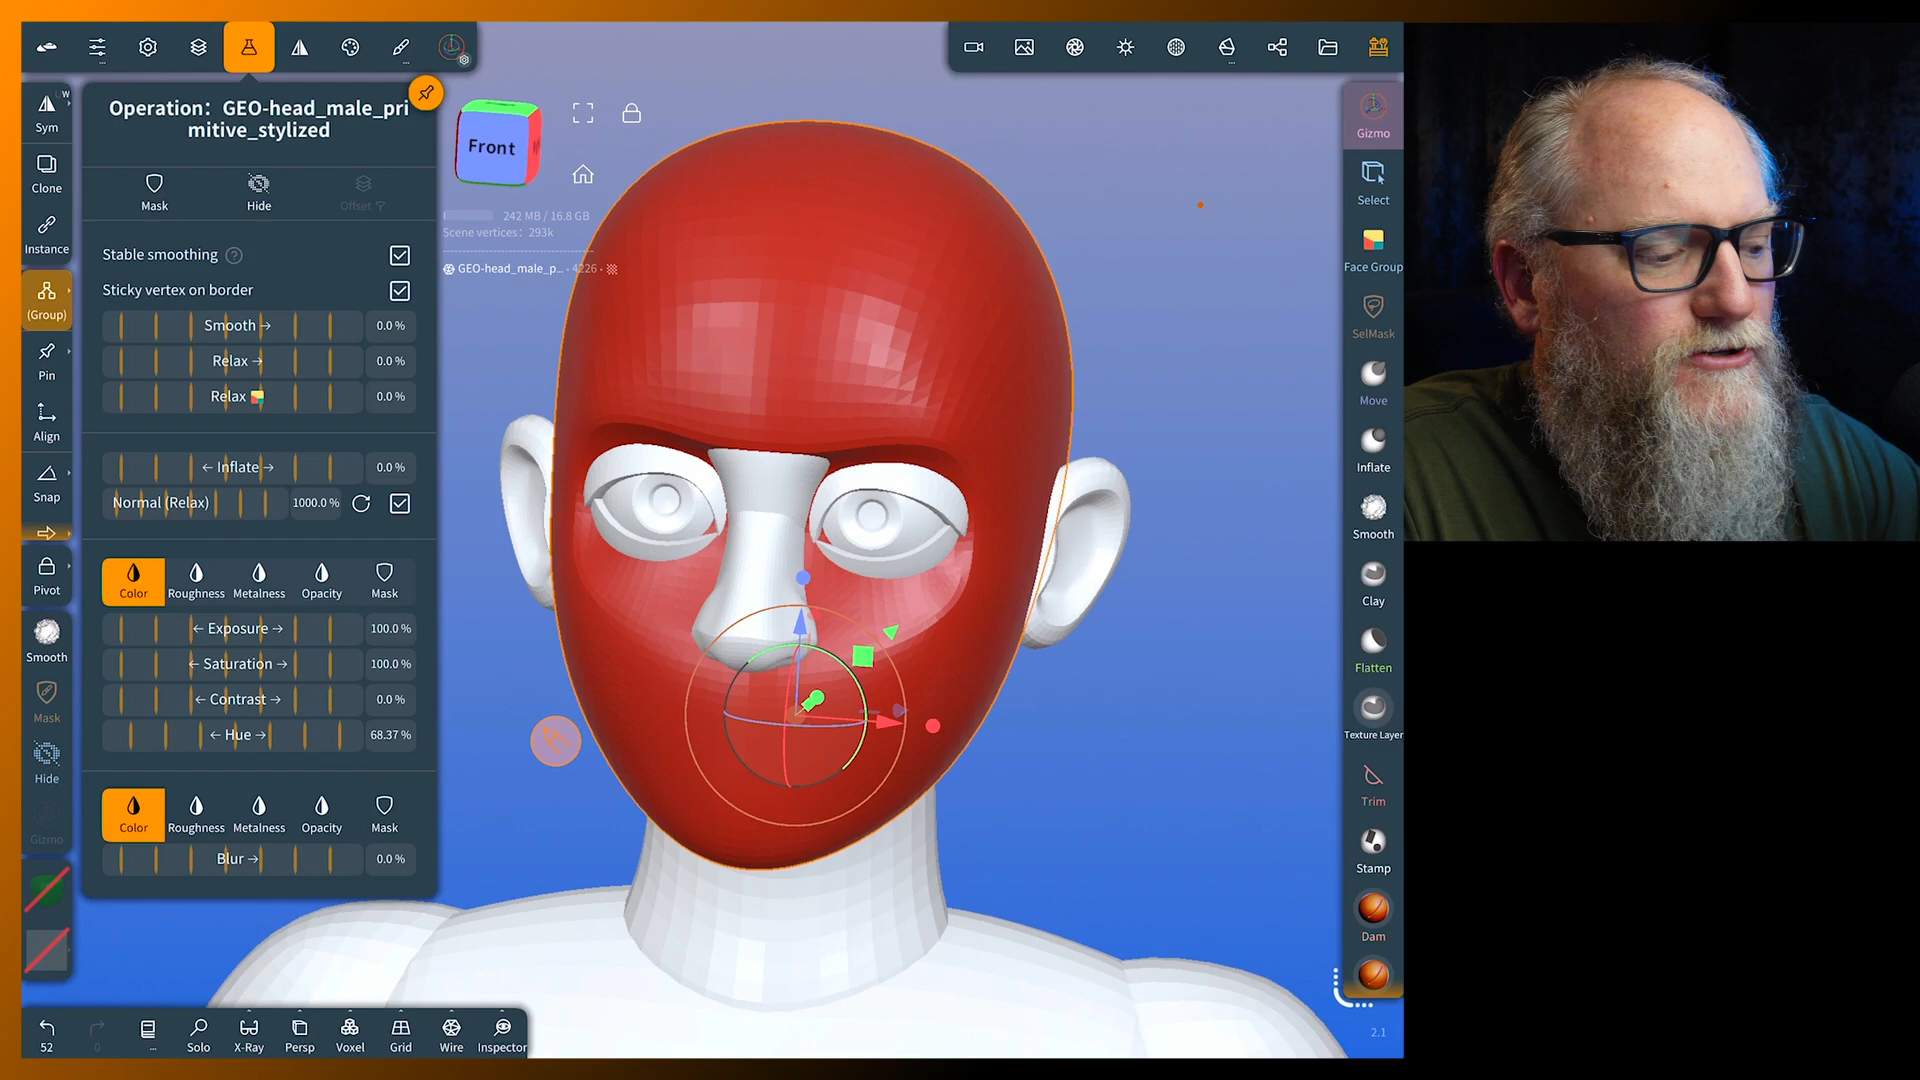 Operation: GEO-head_male_pri
mitive_stylized
Mask
Hide
Offset
Stable smoothing ?
Sticky vertex on border
Smooth → 0.0 %
Relax → 0.0 %
Relax 0.0 %
← Inflate → 0.0 %
Normal (Relax) 1000.0 %
Color Roughness Metalness Opacity Mask
← Exposure → 100.0 %
← Saturation → 100.0 %
← Contrast → 0.0 %
← Hue → 68.37 %
Color Roughness Metalness Opacity Mask
Blur → 0.0 %
W
Sym
Clone
Instance
(Group)
Pin
Align
Snap
Pivot
Smooth
Mask
Hide
Gizmo
Front
242 MB / 16.8 GB
Scene vertices: 293k
GEO-head_male_p... · 4226 ·
Gizmo
Select
Face Group
SelMask
Move
Inflate
Smooth
Clay
Flatten
Texture Layer
Trim
Stamp
Dam
2.1
52
0
...
Solo
X-Ray
Persp
Voxel
Grid
Wire
Inspector